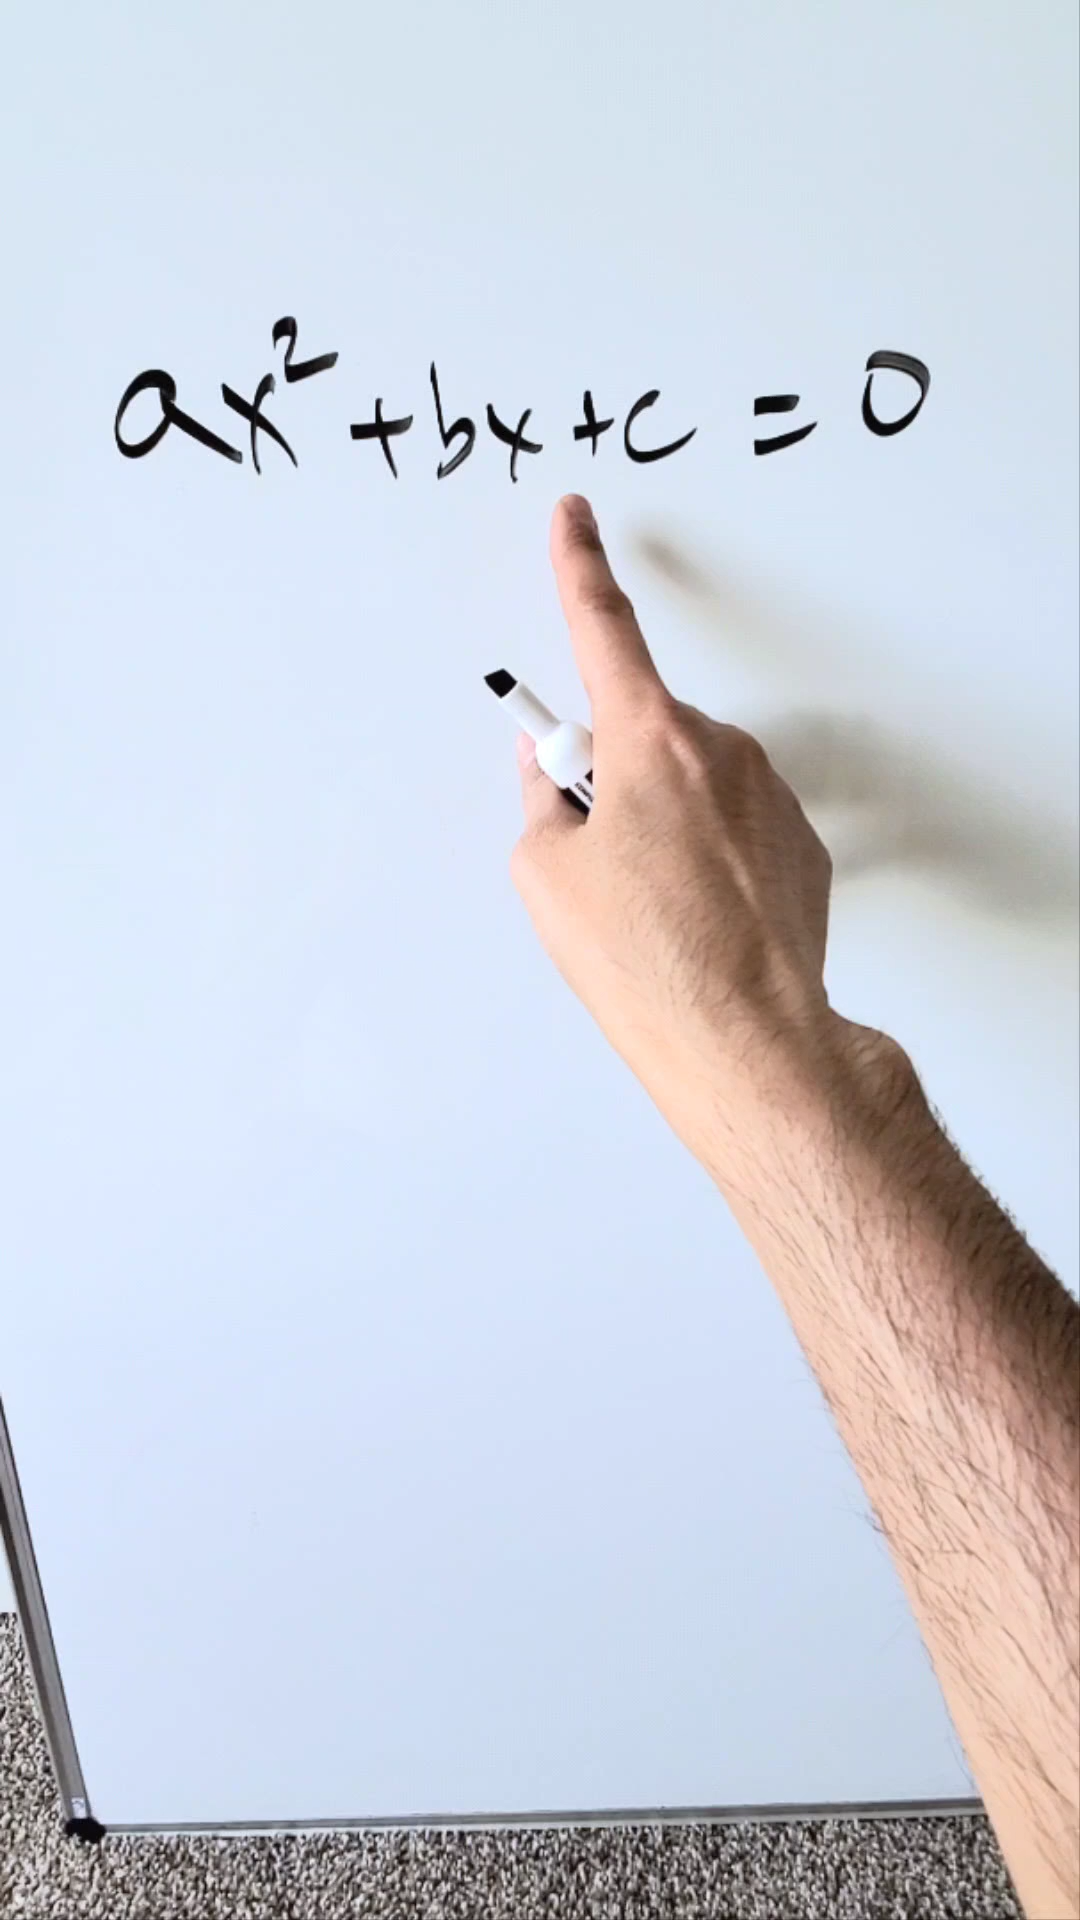 ax² + bx + c = 0